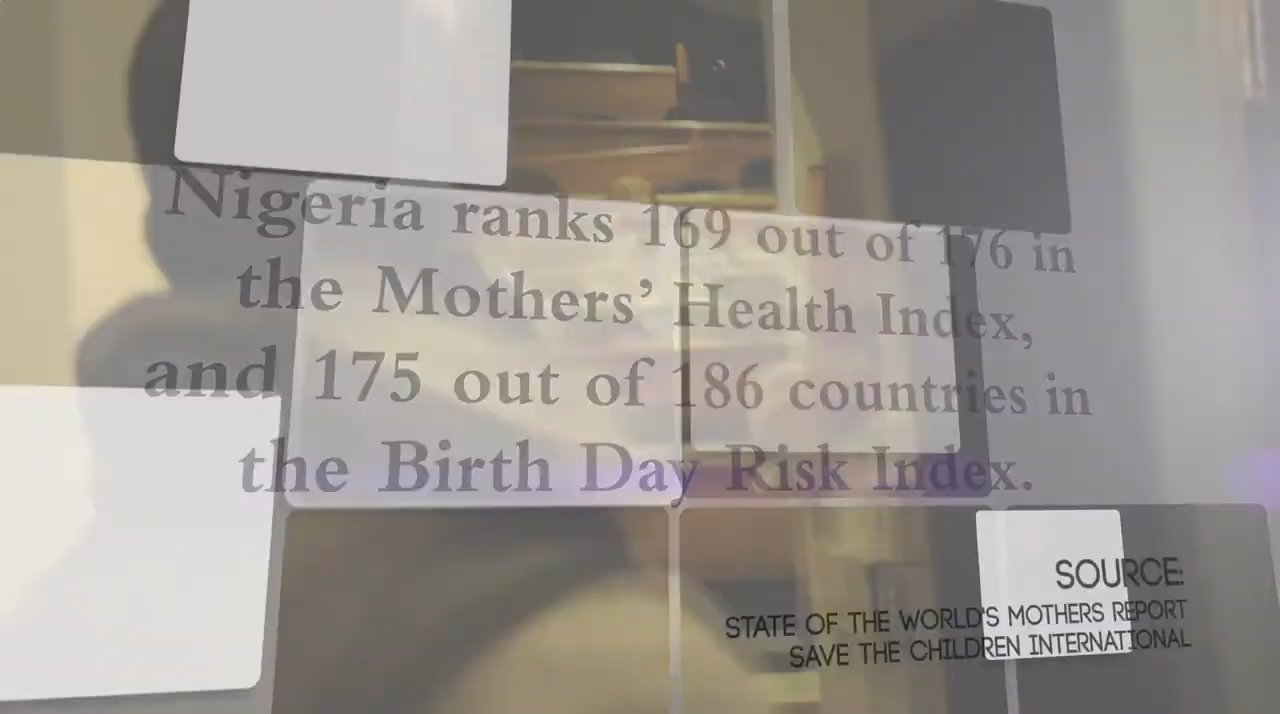 Nigeria ranks 169 out of 176 in
the Mothers’ Health Index,
and 175 out of 186 countries in
the Birth Day Risk Index.
SOURCE:
STATE OF THE WORLD'S MOTHERS REPORT
SAVE THE CHILDREN INTERNATIONAL